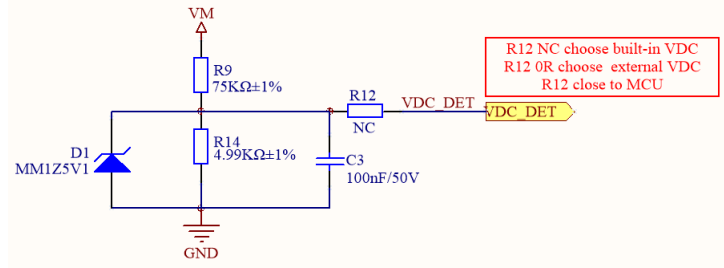 VM
R12 NC choose built-in VDC
R12 0R choose external VDC
R12 close to MCU
R9
75KΩ±1%
R12
NC
VDC_DET
VDC_DET
D1
MM1Z5V1
R14
4.99KΩ±1%
C3
100nF/50V
GND